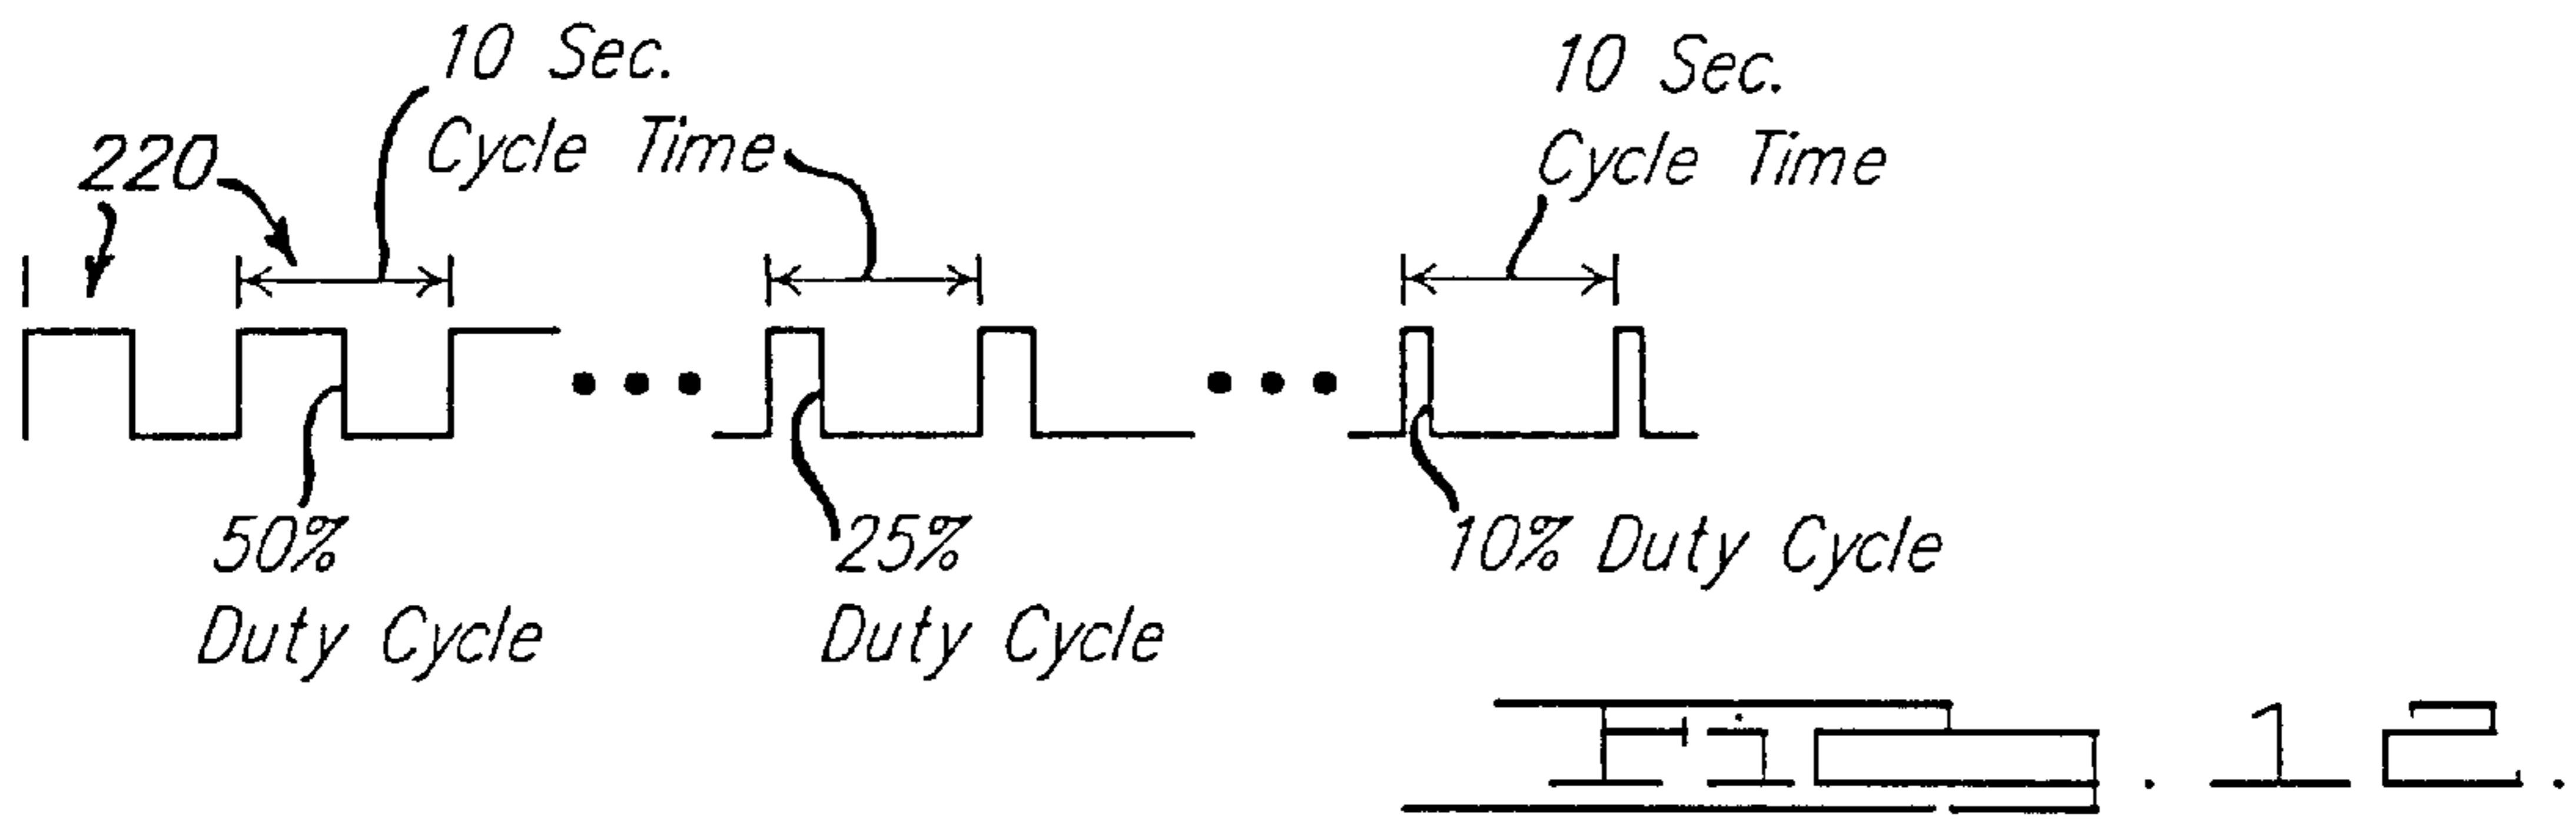 10 Sec.
Cycle Time
10 Sec.
Cycle Time
220
50%
Duty Cycle
25%
Duty Cycle
10% Duty Cycle
Fig. 12.